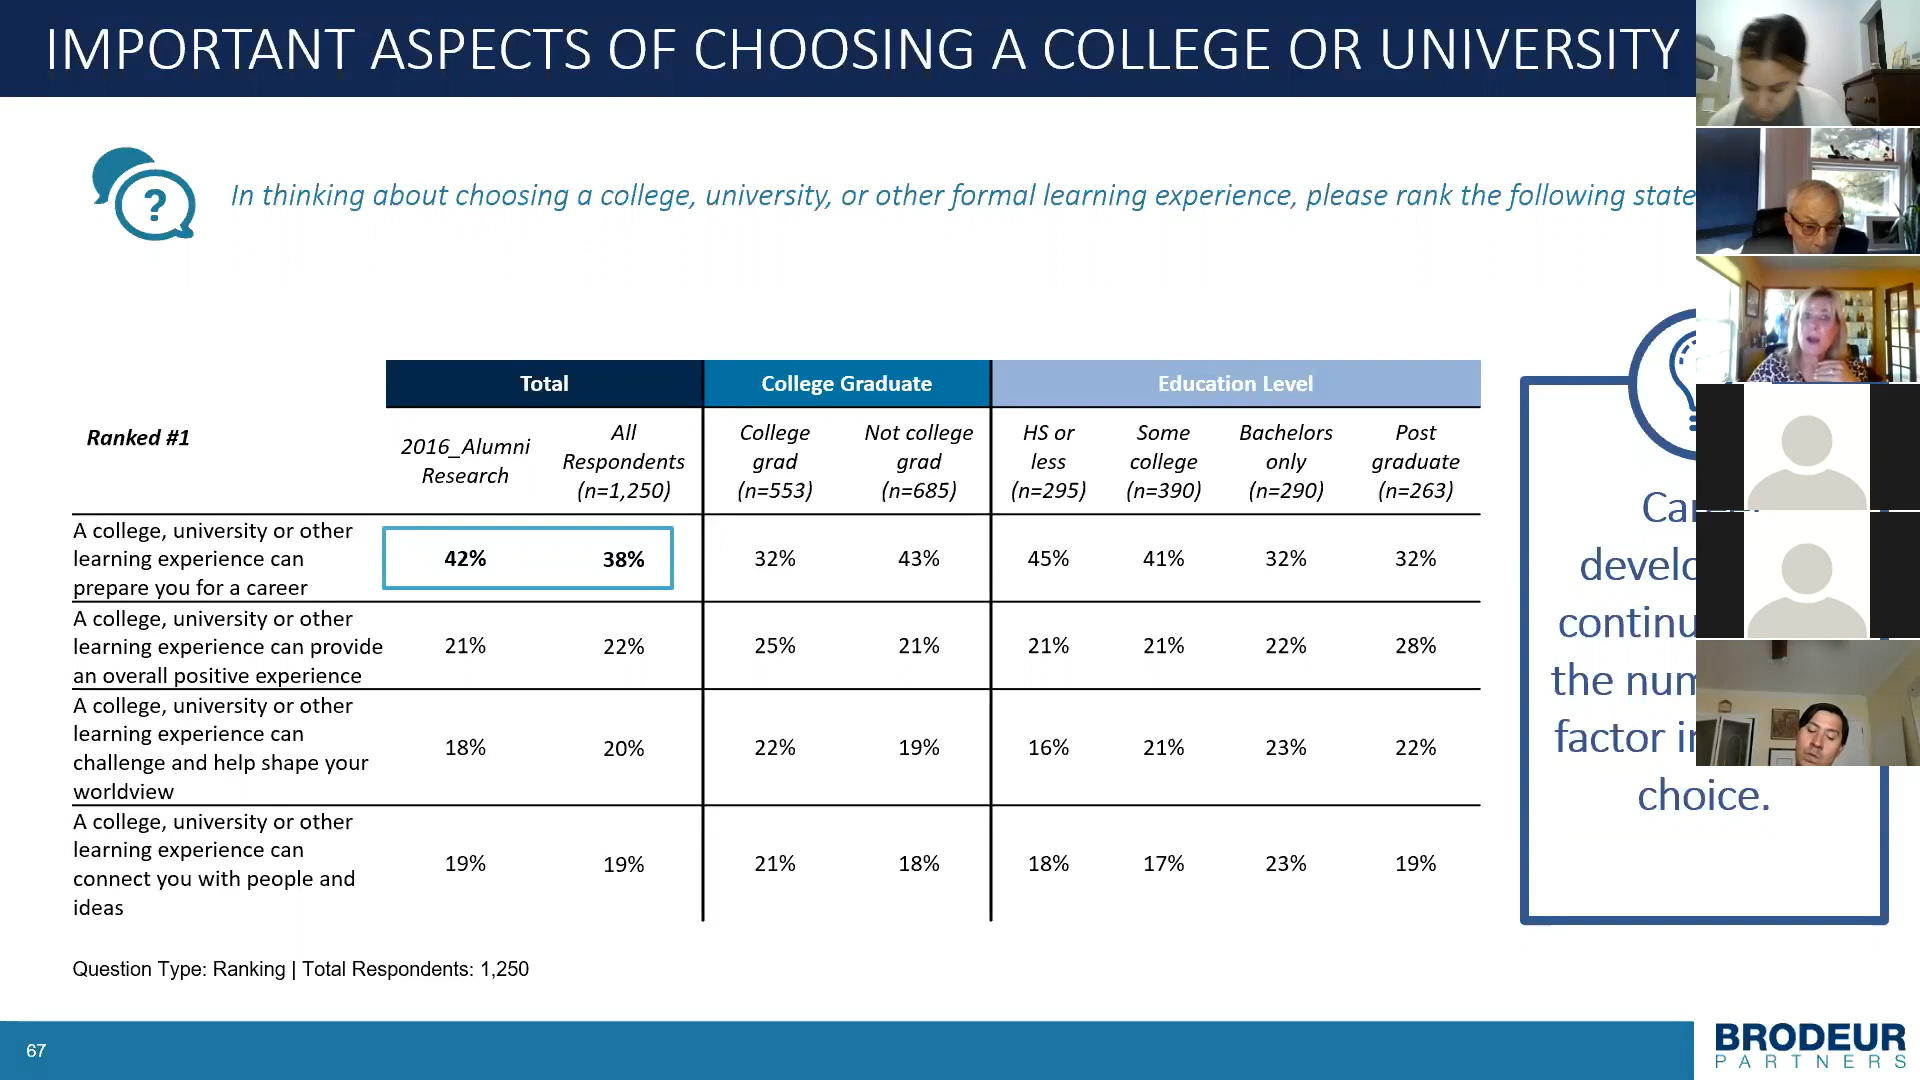 IMPORTANT ASPECTS OF CHOOSING A COLLEGE OR UNIVERSITY
?
In thinking about choosing a college, university, or other formal learning experience, please rank the following
Total College Graduate Education Level
Ranked #1
2016_Alumni Research
All Respondents (n=1,250)
College grad (n=553)
Not college grad (n=685)
HS or less (n=295)
Some college (n=390)
Bachelors only (n=290)
Post graduate (n=263)
A college, university or other
learning experience can
prepare you for a career
42% 38% 32% 43% 45% 41% 32% 32%
A college, university or other
learning experience can provide
an overall positive experience
21% 22% 25% 21% 21% 21% 22% 28%
A college, university or other
learning experience can
challenge and help shape your
worldview
18% 20% 22% 19% 16% 21% 23% 22%
A college, university or other
learning experience can
connect you with people and
ideas
19% 19% 21% 18% 18% 17% 23% 19%
the
factor
choice.
Question Type: Ranking | Total Respondents: 1,250
67
BRODEUR
PARTNERS